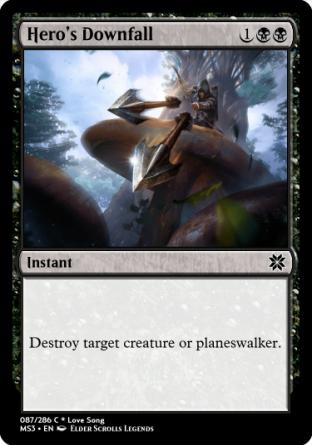 Hero's Downfall 1
Instant
Destroy target creature or planeswalker.
087/286 C * Love Song
MS3 • EN Elder Scrolls Legends